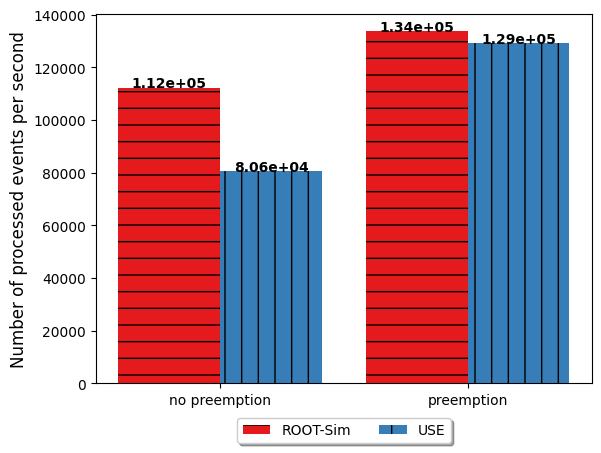 Number of processed events per second
140000
120000
100000
80000
60000
40000
20000
0
1.12e+05
8.06e+04
1.34e+05
1.29e+05
no preemption
preemption
ROOT-Sim
USE